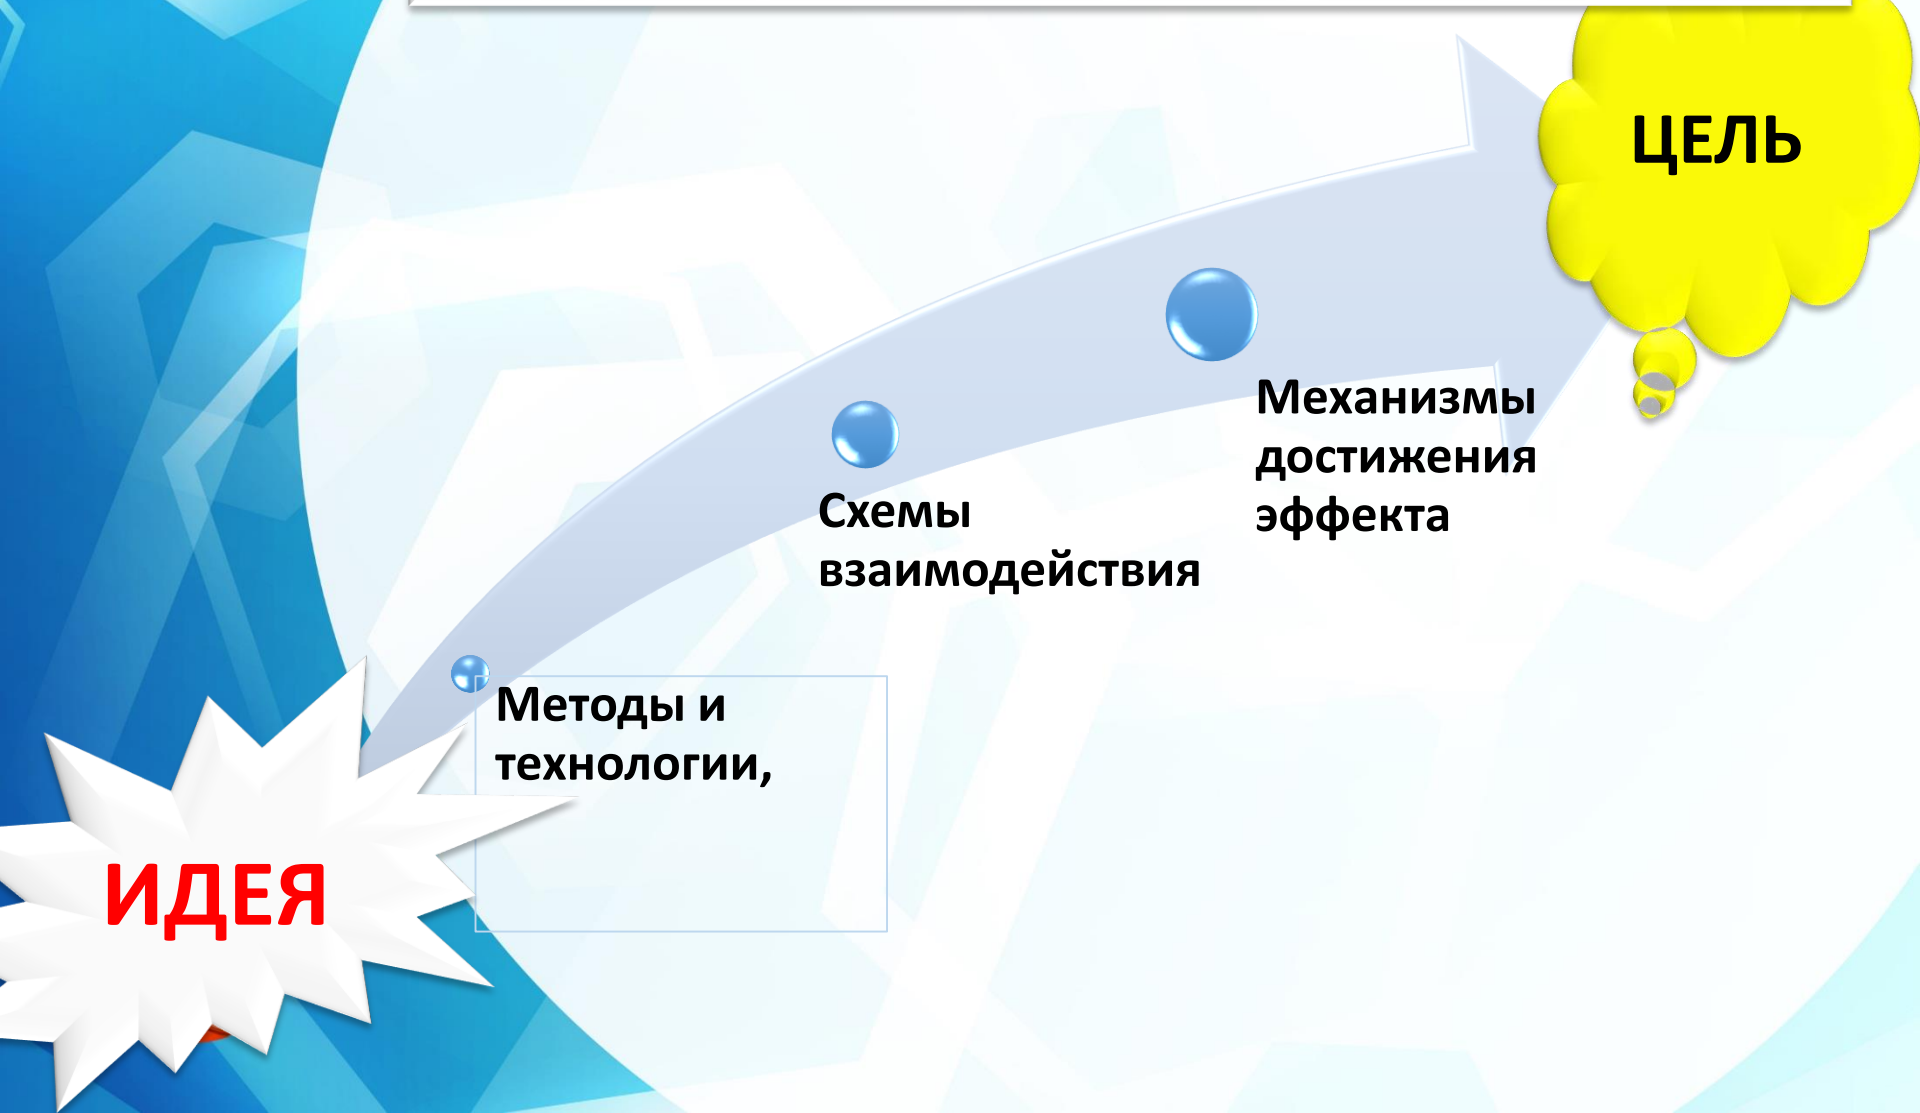 ЦЕЛЬ
Механизмы
достижения
эффекта
Схемы
взаимодействия
Методы и
технологии,
ИДЕЯ